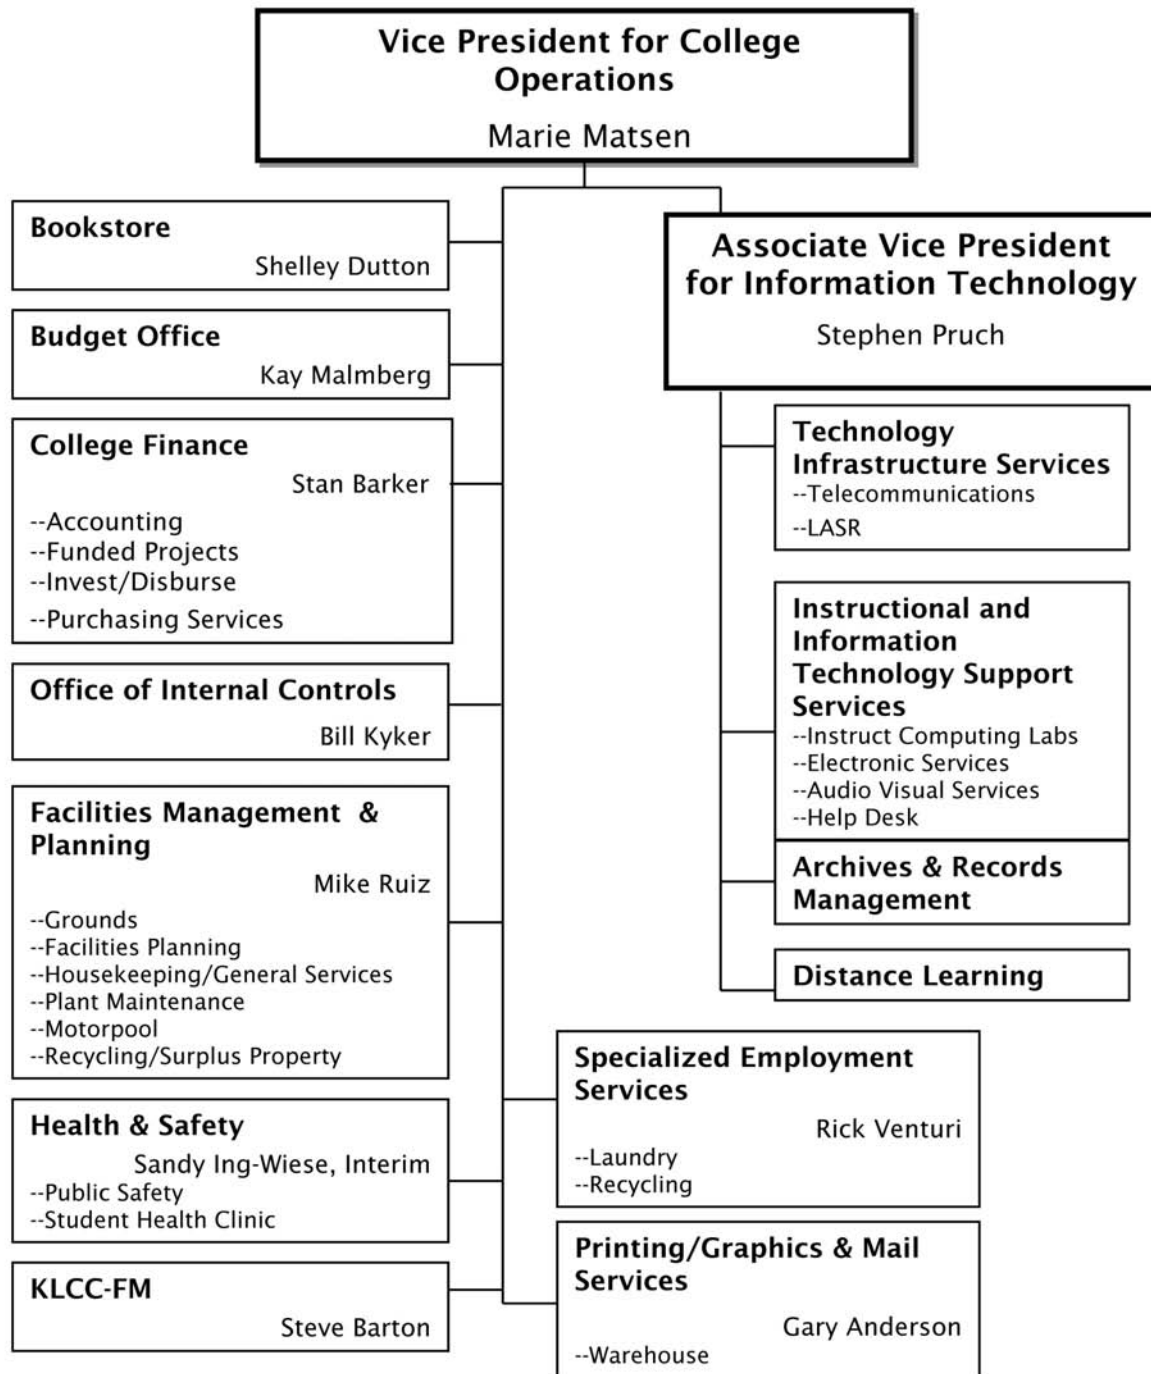 Vice President for College
Operations
Marie Matsen
Bookstore
Shelley Dutton
Budget Office
Kay Malmberg
College Finance
Stan Barker
--Accounting
--Funded Projects
--Invest/Disburse
--Purchasing Services
Office of Internal Controls
Bill Kyker
Facilities Management & 
Planning
Mike Ruiz
--Grounds
--Facilities Planning
--Housekeeping/General Services
--Plant Maintenance
--Motorpool
--Recycling/Surplus Property
Health & Safety
Sandy Ing-Wiese, Interim
--Public Safety
--Student Health Clinic
KLCC-FM
Steve Barton
Associate Vice President
for Information Technology
Stephen Pruch
Technology
Infrastructure Services
--Telecommunications
--LASR
Instructional and
Information
Technology Support
Services
--Instruct Computing Labs
--Electronic Services
--Audio Visual Services
--Help Desk
Archives & Records
Management
Distance Learning
Specialized Employment
Services
Rick Venturi
--Laundry
--Recycling
Printing/Graphics & Mail
Services
Gary Anderson
--Warehouse